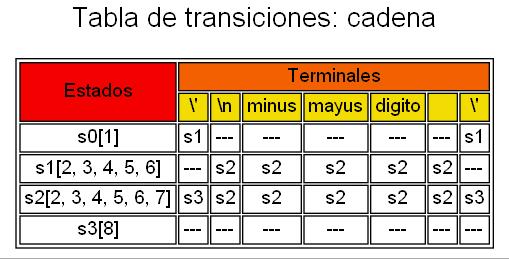 Tabla de transiciones: cadena
Estados Terminales
\' \n minus mayus digito \'
s0[1] s1 --- --- --- --- --- s1
s1[2, 3, 4, 5, 6] --- s2 s2 s2 s2 s2 ---
s2[2, 3, 4, 5, 6, 7] s3 s2 s2 s2 s2 s2 s3
s3[8] --- --- --- --- --- --- ---